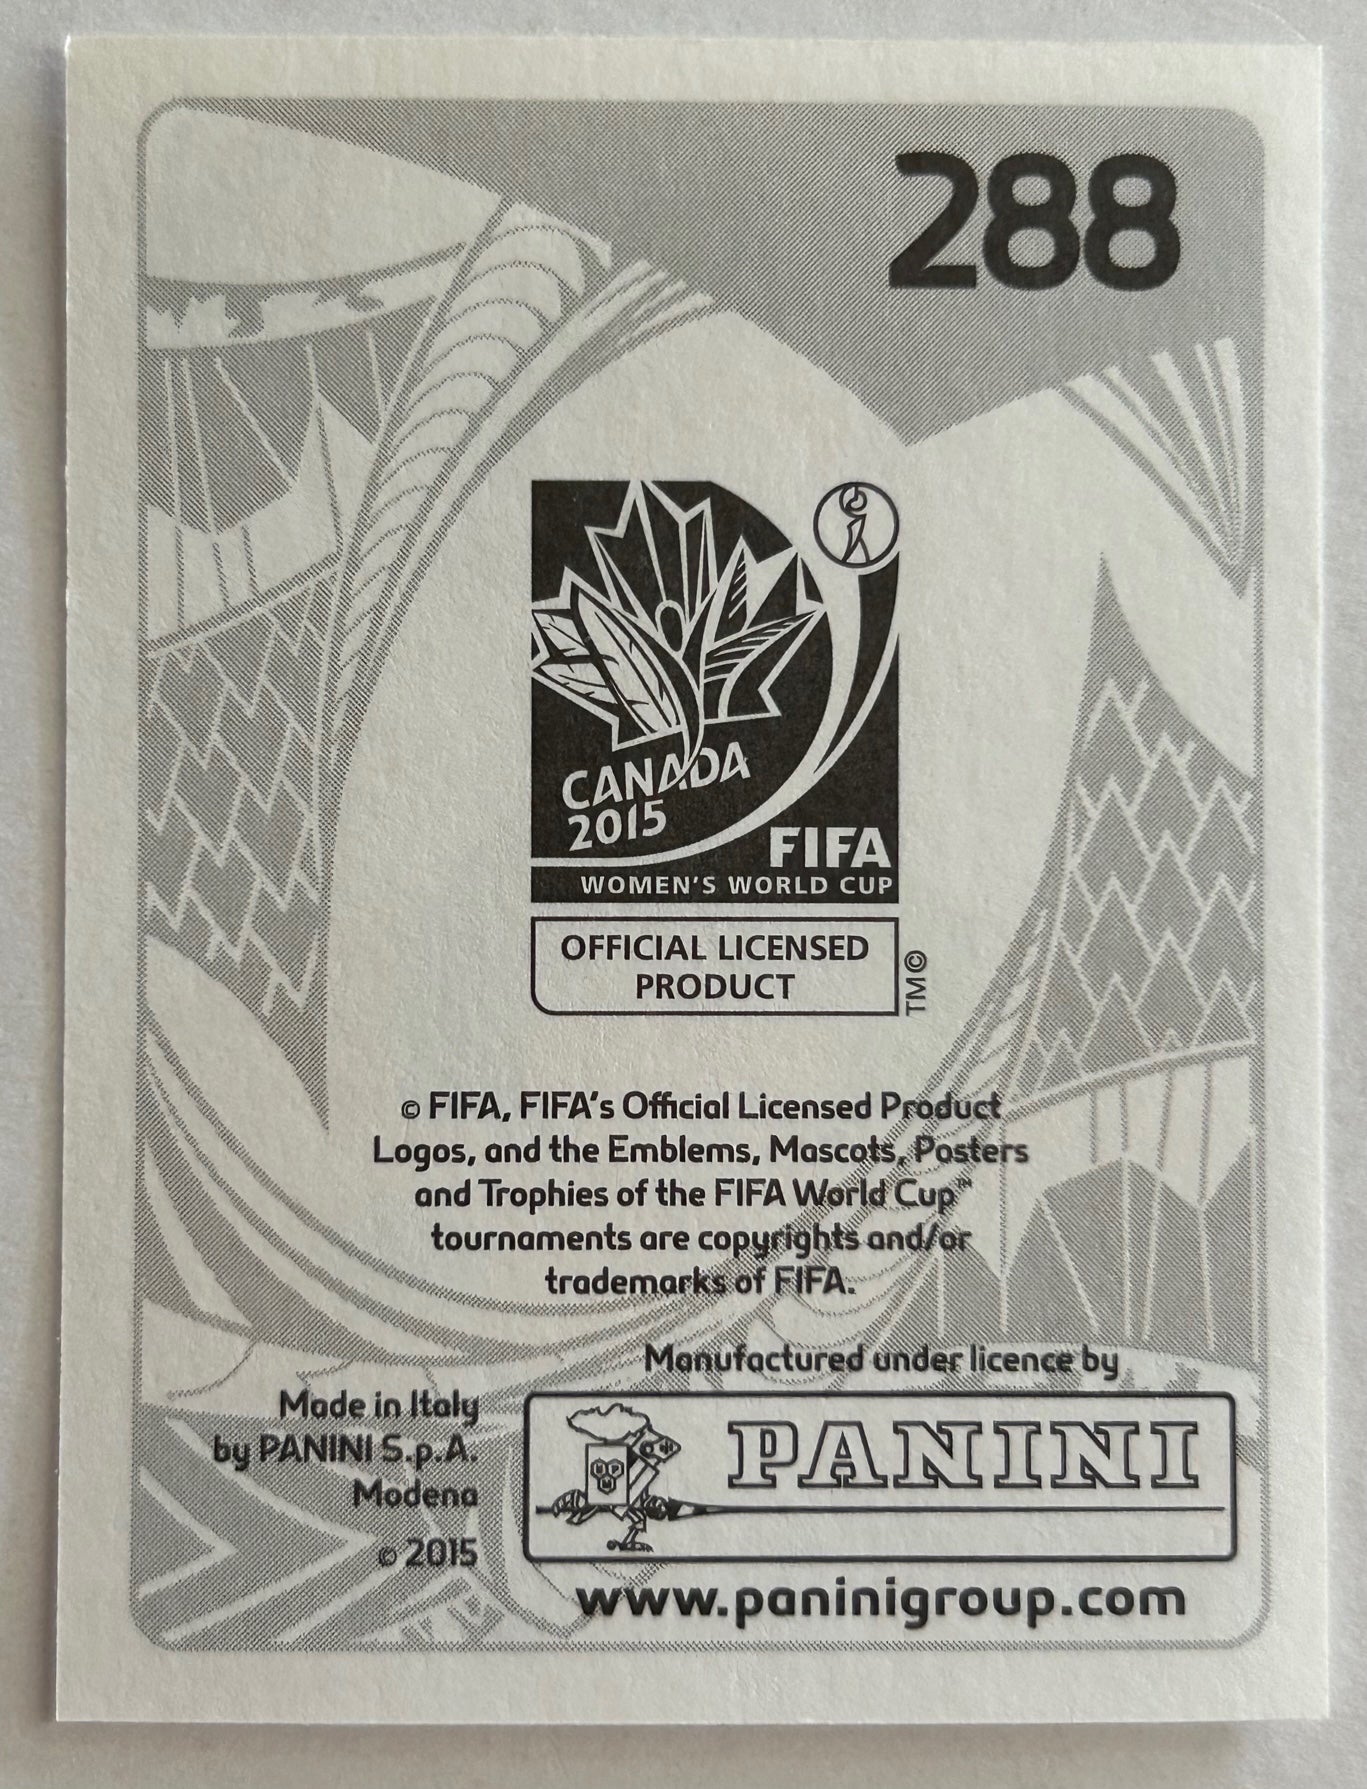 288
CANADA
2015
FIFA
WOMEN'S WORLD CUP
OFFICIAL LICENSED
PRODUCT
TM©
© FIFA, FIFA's Official Licensed Product
Logos, and the Emblems, Mascots, Posters
and Trophies of the FIFA World Cup™
tournaments are copyrights and/or
trademarks of FIFA.
Manufactured under licence by
Made in Italy
by PANINI S.p.A.
Modena
© 2015
PANINI
www.paninigroup.com